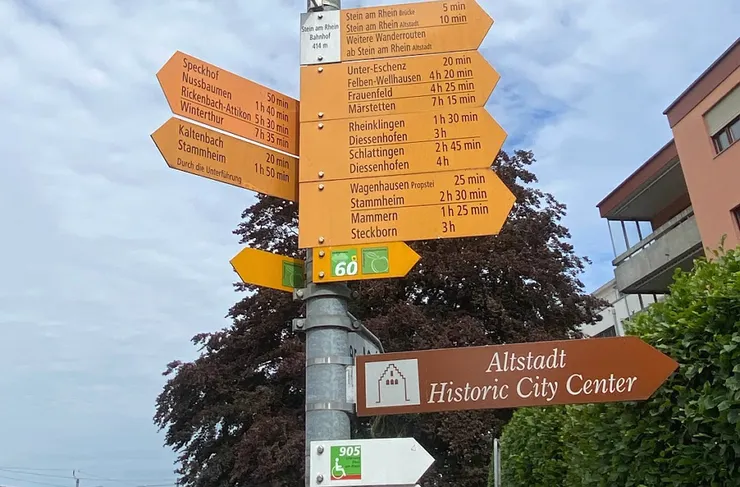 Stein am Rhein
Bahnhof
414 m
Stein am Rhein Brücke 5 min
Stein am Rhein Altstadt 10 min
Weitere Wanderrouten
ab Stein am Rhein Altstadt
Speckhof 50 min
Nussbaumen 1 h 40 min
Rickenbach-Attikon 5 h 30 min
Winterthur 7 h 35 min
Kaltenbach 20 min
Stammheim 1 h 50 min
Durch die Unterführung
Unter-Eschenz 20 min
Felben-Wellhausen 4 h 20 min
Frauenfeld 4 h 25 min
Märstetten 7 h 15 min
Rheinklingen 1 h 30 min
Diessenhofen 3 h
Schlattingen 2 h 45 min
Diessenhofen 4 h
Wagenhausen Propstei 25 min
Stammheim 2 h 30 min
Mammern 1 h 25 min
Steckborn 3 h
60
Altstadt
Historic City Center
905